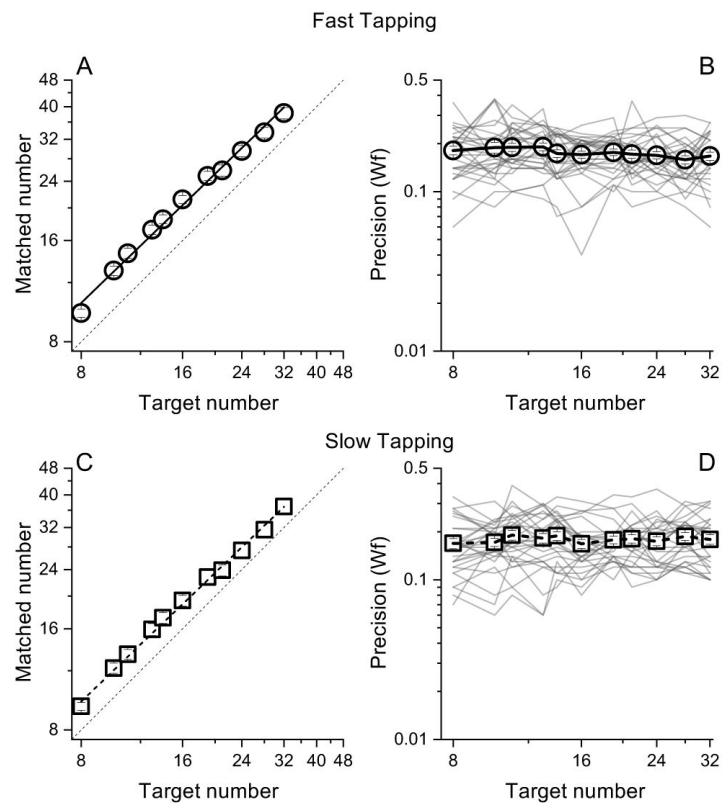 Fast Tapping
A
B
48
40
32
24
16
8
Matched number
8
16
24
32
40
48
Target number
0.5
0.1
0.01
Precision (Wf)
8
16
24
32
Target number
Slow Tapping
C
D
48
40
32
24
16
8
Matched number
8
16
24
32
40
48
Target number
0.5
0.1
0.01
Precision (Wf)
8
16
24
32
Target number